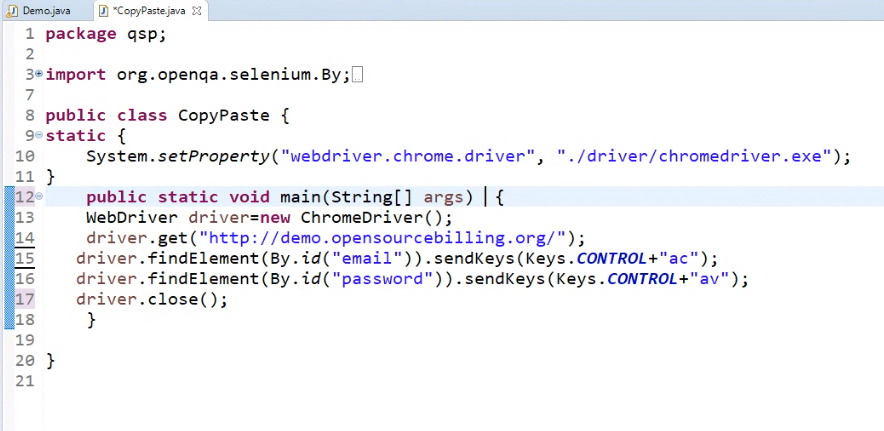 Demo.java *CopyPaste.java
1 package qsp;
2
3 import org.openqa.selenium.By;
7
8 public class CopyPaste {
9 static {
10 System.setProperty("webdriver.chrome.driver", "./driver/chromedriver.exe");
11 }
12 public static void main(String[] args) {
13 WebDriver driver=new ChromeDriver();
14 driver.get("http://demo.opensourcebilling.org/");
15 driver.findElement(By.id("email")).sendKeys(Keys.CONTROL+"ac");
16 driver.findElement(By.id("password")).sendKeys(Keys.CONTROL+"av");
17 driver.close();
18 }
19
20 }
21